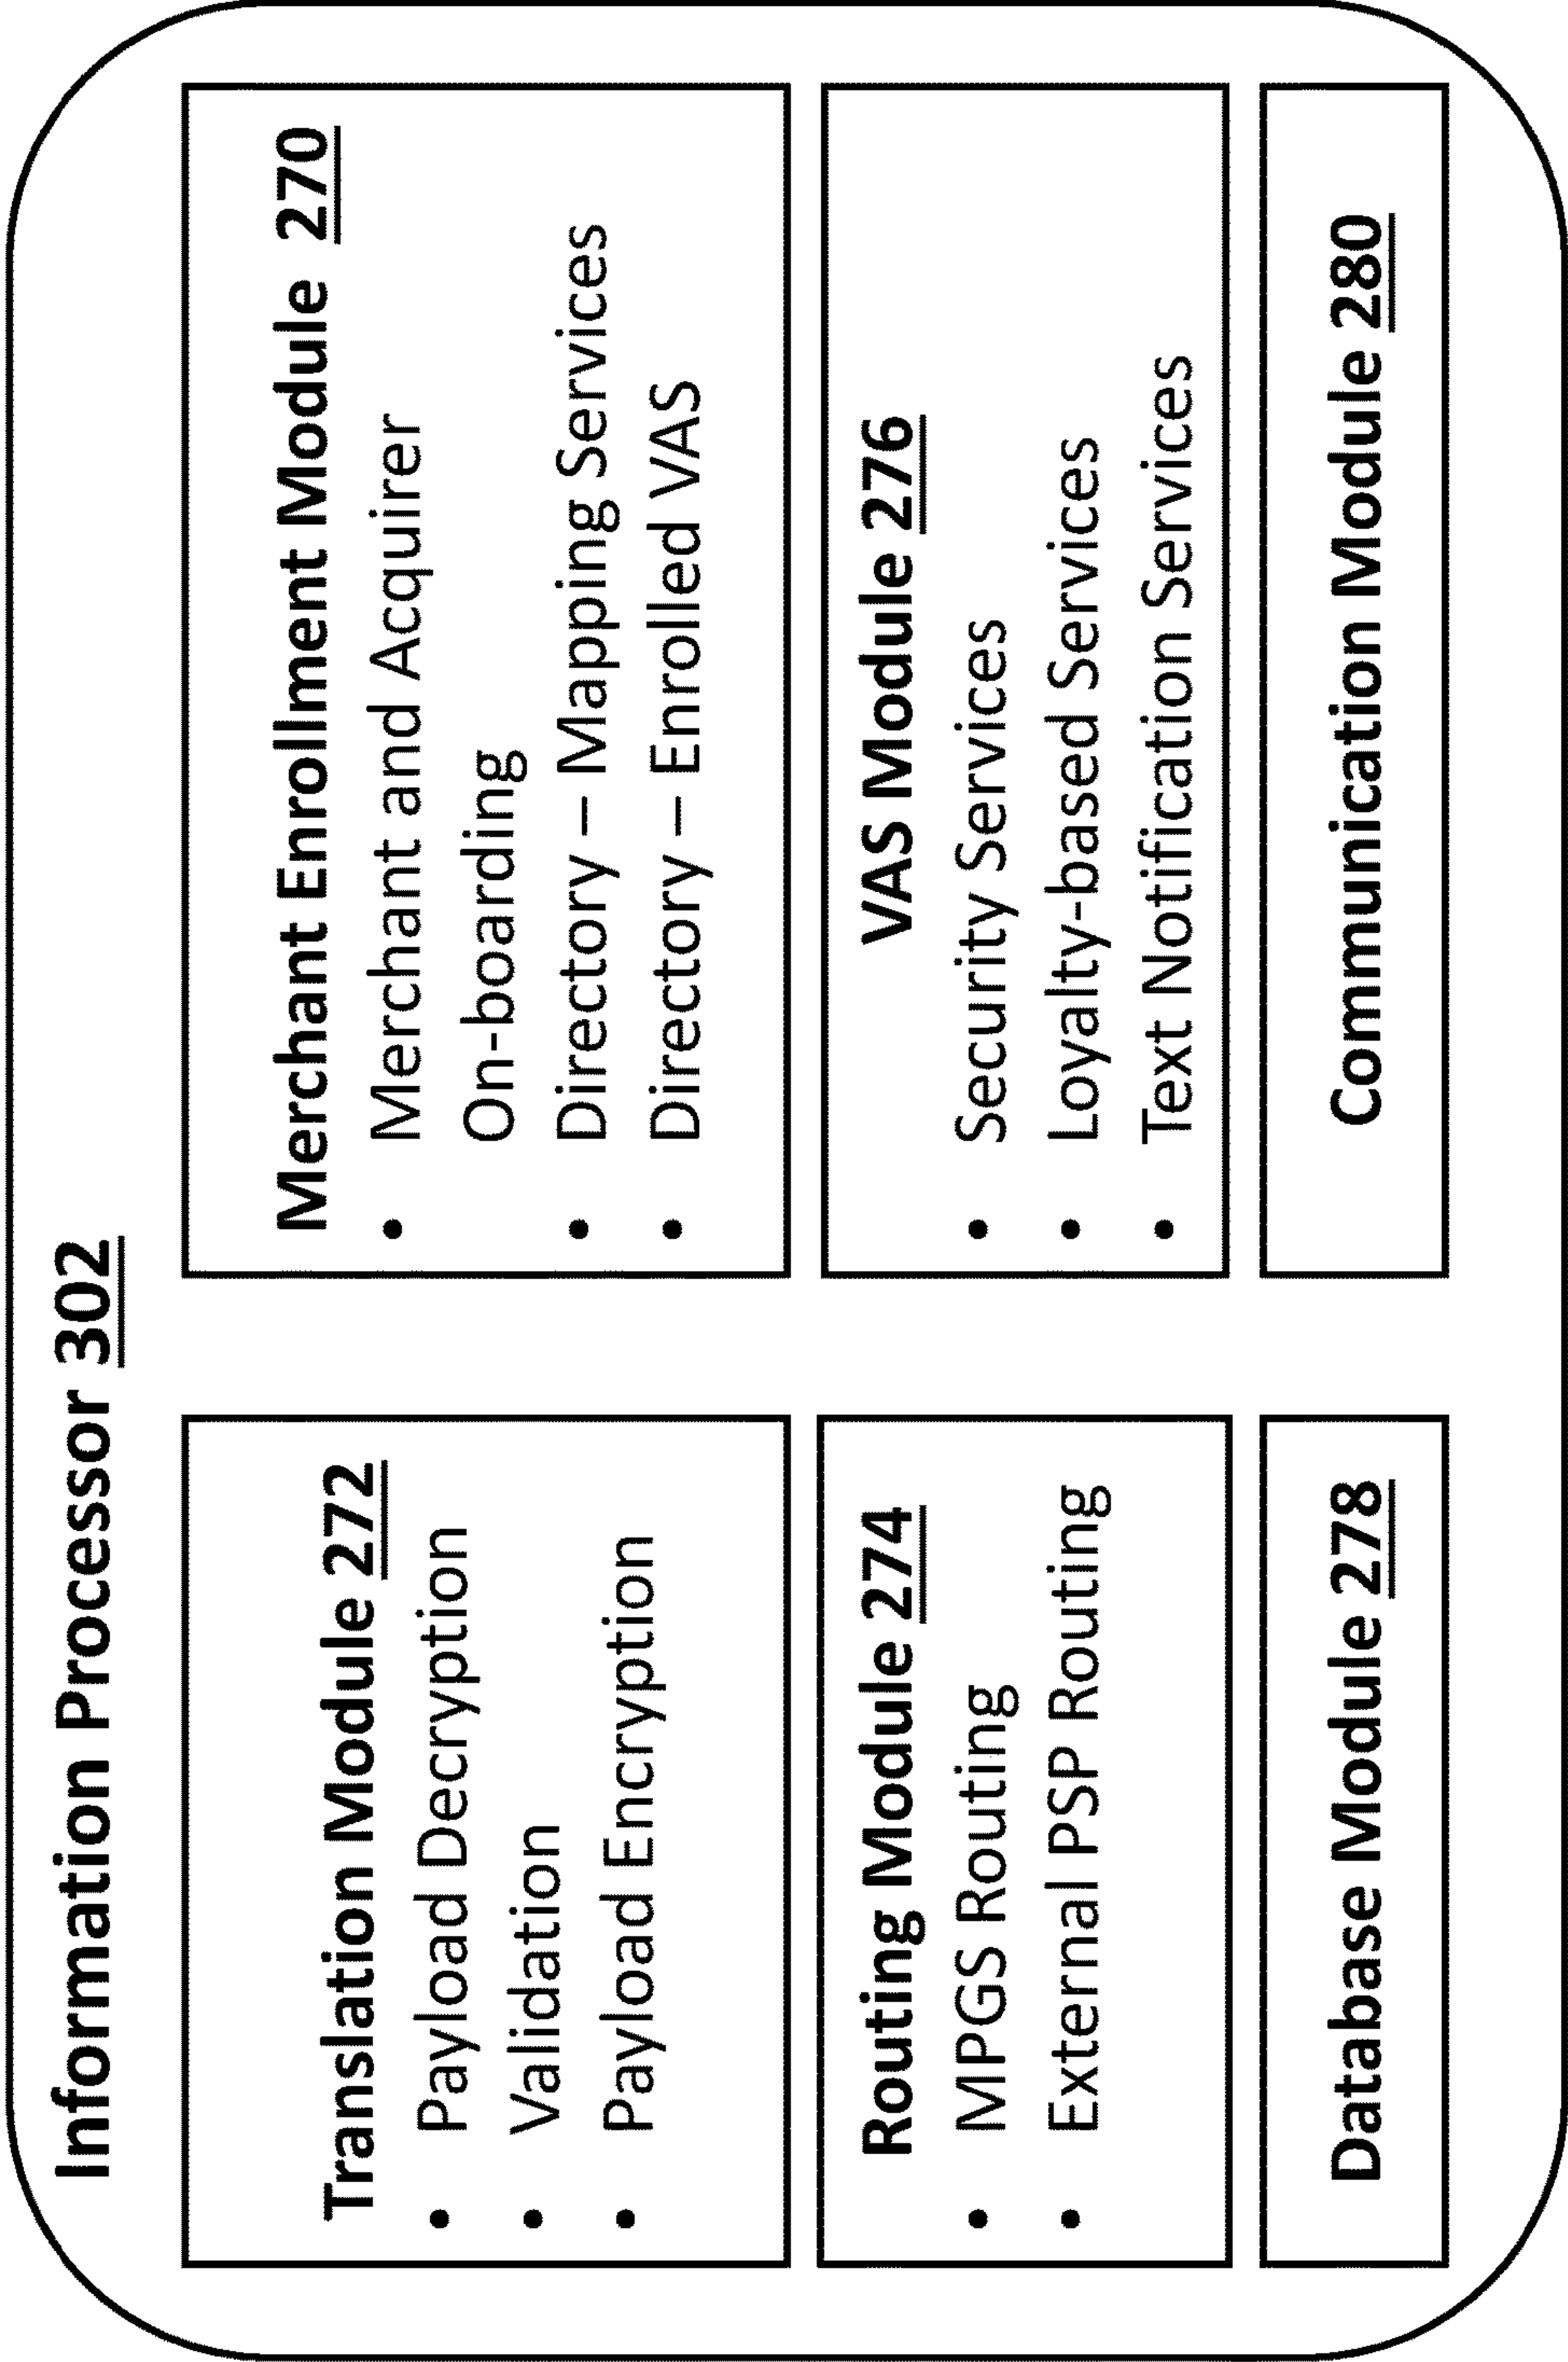 Information Processor 302
Translation Module 272
• Payload Decryption
• Validation
• Payload Encryption
Merchant Enrollment Module 270
• Merchant and Acquirer
On-boarding
• Directory – Mapping Services
• Directory – Enrolled VAS
Routing Module 274
• MPGS Routing
• External PSP Routing
VAS Module 276
• Security Services
• Loyalty-based Services
• Text Notification Services
Database Module 278
Communication Module 280